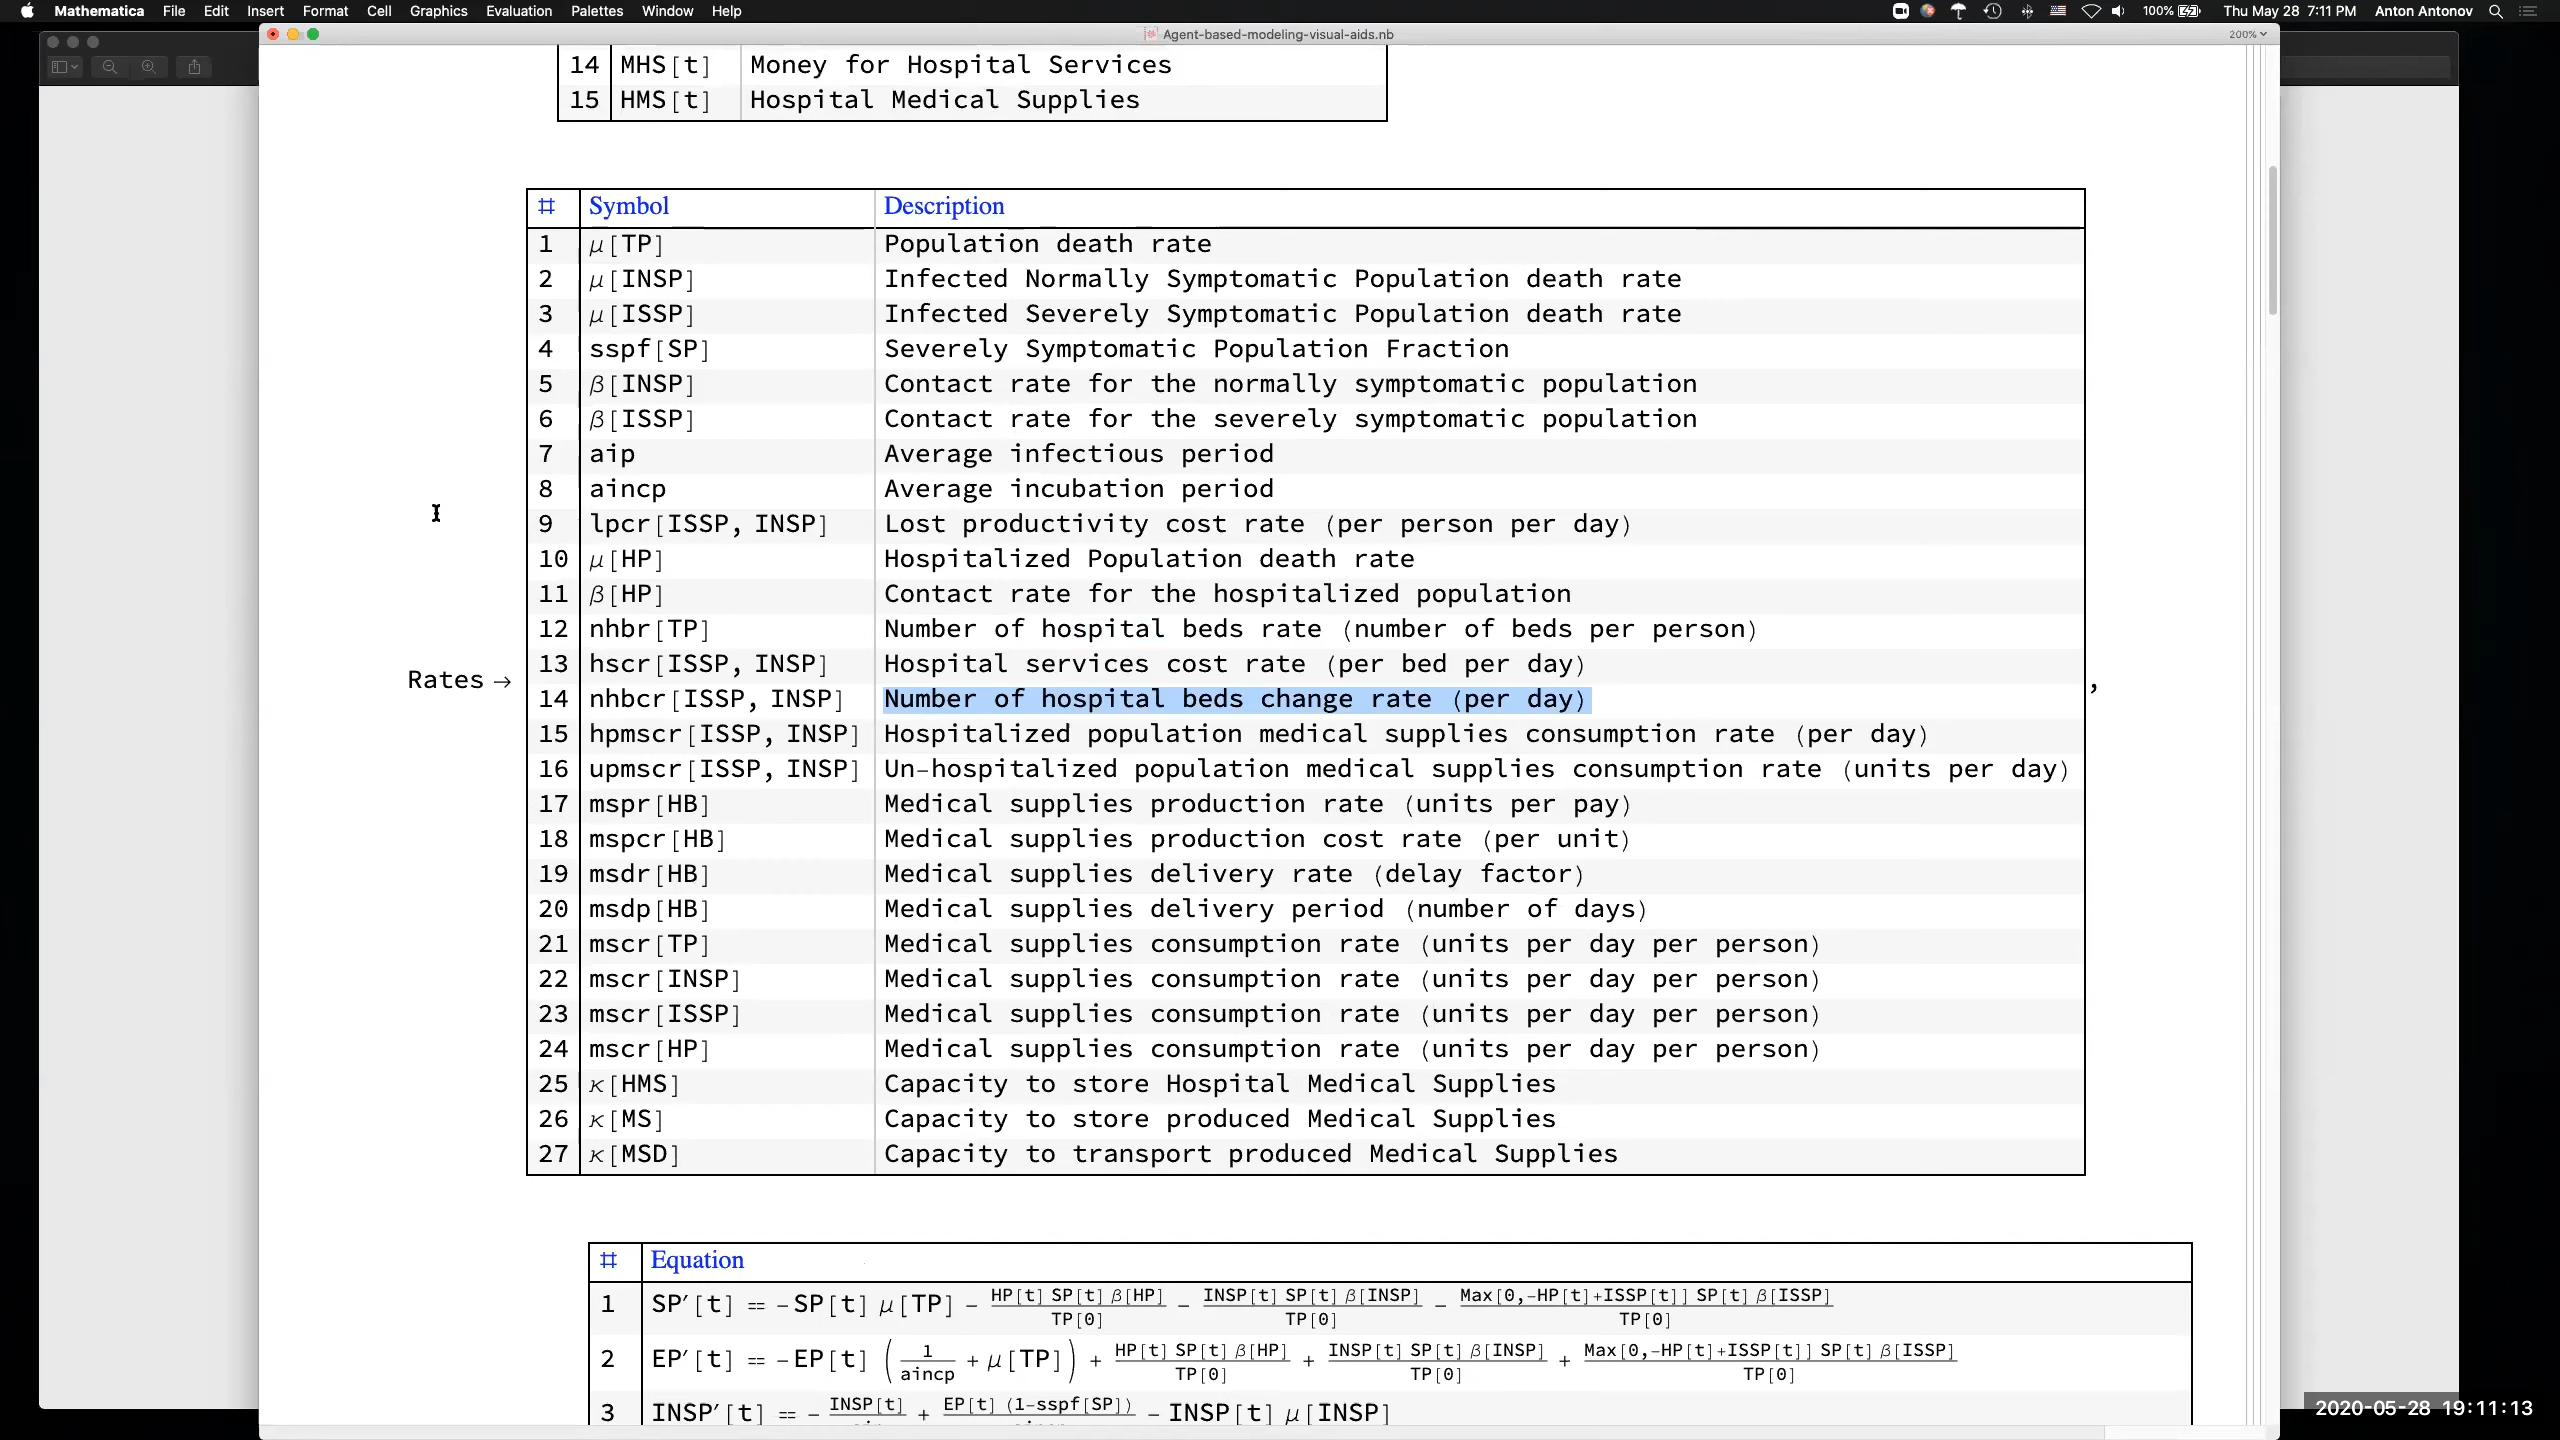 Mathematica File Edit Insert Format Cell Graphics Evaluation Palettes Window Help 100% Thu May 28 7:11 PM Anton Antonov
Agent-based-modeling-visual-aids.nb 200%
14 MHS[t] Money for Hospital Services
15 HMS[t] Hospital Medical Supplies
# Symbol Description
1 μ[TP] Population death rate
2 μ[INSP] Infected Normally Symptomatic Population death rate
3 μ[ISSP] Infected Severely Symptomatic Population death rate
4 sspf[SP] Severely Symptomatic Population Fraction
5 β[INSP] Contact rate for the normally symptomatic population
6 β[ISSP] Contact rate for the severely symptomatic population
7 aip Average infectious period
8 aincp Average incubation period
9 lpcr[ISSP, INSP] Lost productivity cost rate (per person per day)
10 μ[HP] Hospitalized Population death rate
11 β[HP] Contact rate for the hospitalized population
12 nhbr[TP] Number of hospital beds rate (number of beds per person)
13 hscr[ISSP, INSP] Hospital services cost rate (per bed per day)
Rates →
14 nhbcr[ISSP, INSP] Number of hospital beds change rate (per day) ,
15 hpmscr[ISSP, INSP] Hospitalized population medical supplies consumption rate (per day)
16 upmscr[ISSP, INSP] Un-hospitalized population medical supplies consumption rate (units per day)
17 mspr[HB] Medical supplies production rate (units per pay)
18 mspcr[HB] Medical supplies production cost rate (per unit)
19 msdr[HB] Medical supplies delivery rate (delay factor)
20 msdp[HB] Medical supplies delivery period (number of days)
21 mscr[TP] Medical supplies consumption rate (units per day per person)
22 mscr[INSP] Medical supplies consumption rate (units per day per person)
23 mscr[ISSP] Medical supplies consumption rate (units per day per person)
24 mscr[HP] Medical supplies consumption rate (units per day per person)
25 κ[HMS] Capacity to store Hospital Medical Supplies
26 κ[MS] Capacity to store produced Medical Supplies
27 κ[MSD] Capacity to transport produced Medical Supplies
# Equation
1 SP′[t] == -SP[t] μ[TP] - HP[t] SP[t] β[HP] / TP[0] - INSP[t] SP[t] β[INSP] / TP[0] - Max[0,-HP[t]+ISSP[t]] SP[t] β[ISSP] / TP[0]
2 EP′[t] == -EP[t] (1 / aincp + μ[TP]) + HP[t] SP[t] β[HP] / TP[0] + INSP[t] SP[t] β[INSP] / TP[0] + Max[0,-HP[t]+ISSP[t]] SP[t] β[ISSP] / TP[0]
3 INSP′[t] == - INSP[t] + EP[t] (1-sspf[SP]) - INSP[t] μ[INSP]
2020-05-28 19:11:13